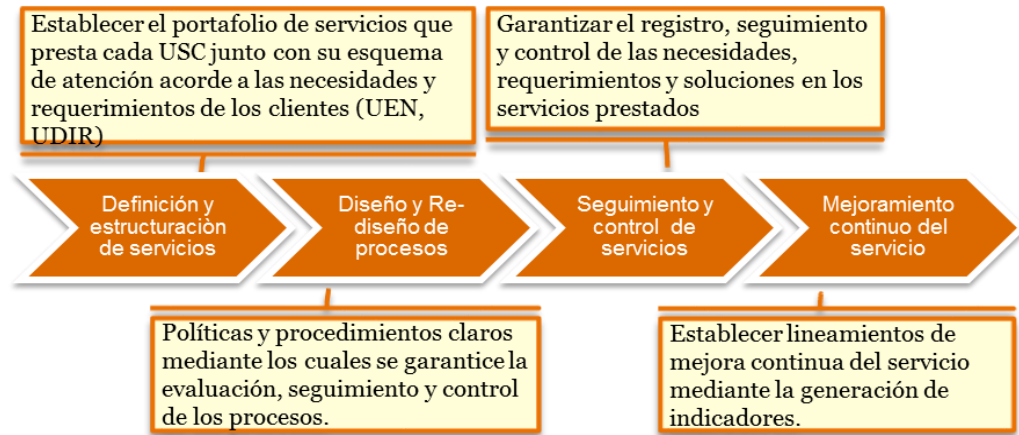 Establecer el portafolio de servicios que
presta cada USC junto con su esquema
de atención acorde a las necesidades y
requerimientos de los clientes (UEN,
UDIR)
Garantizar el registro, seguimiento
y control de las necesidades,
requerimientos y soluciones en los
servicios prestados
Definición y
estructuraciòn
de servicios
Diseño y Re-
diseño de
procesos
Seguimiento y
control de
servicios
Mejoramiento
continuo del
servicio
Políticas y procedimientos claros
mediante los cuales se garantice la
evaluación, seguimiento y control
de los procesos.
Establecer lineamientos de
mejora continua del servicio
mediante la generación de
indicadores.